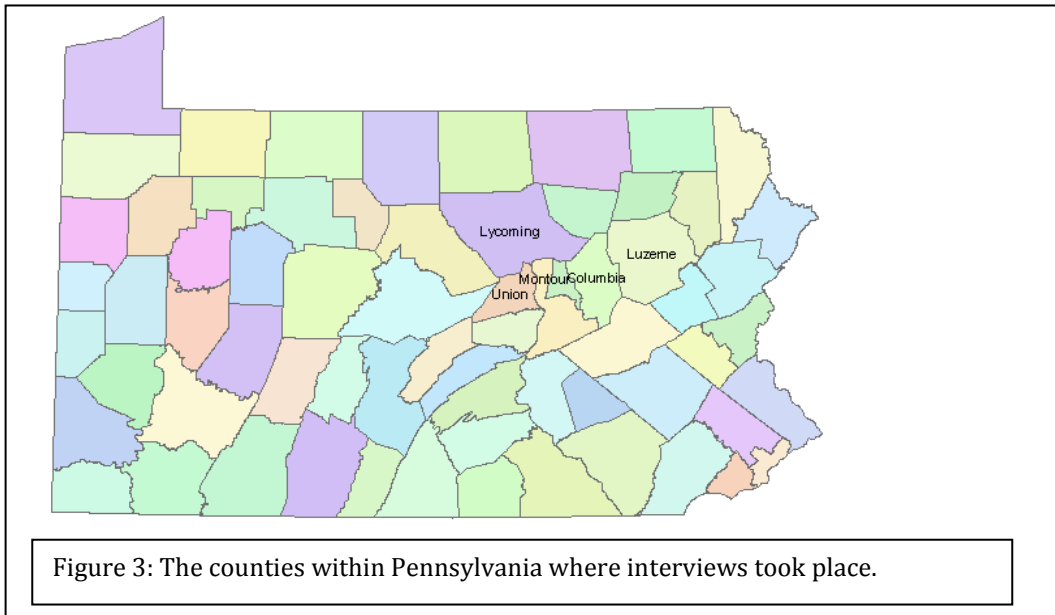 Lycoming
Luzerne
Montour Columbia
Union
Figure 3: The counties within Pennsylvania where interviews took place.